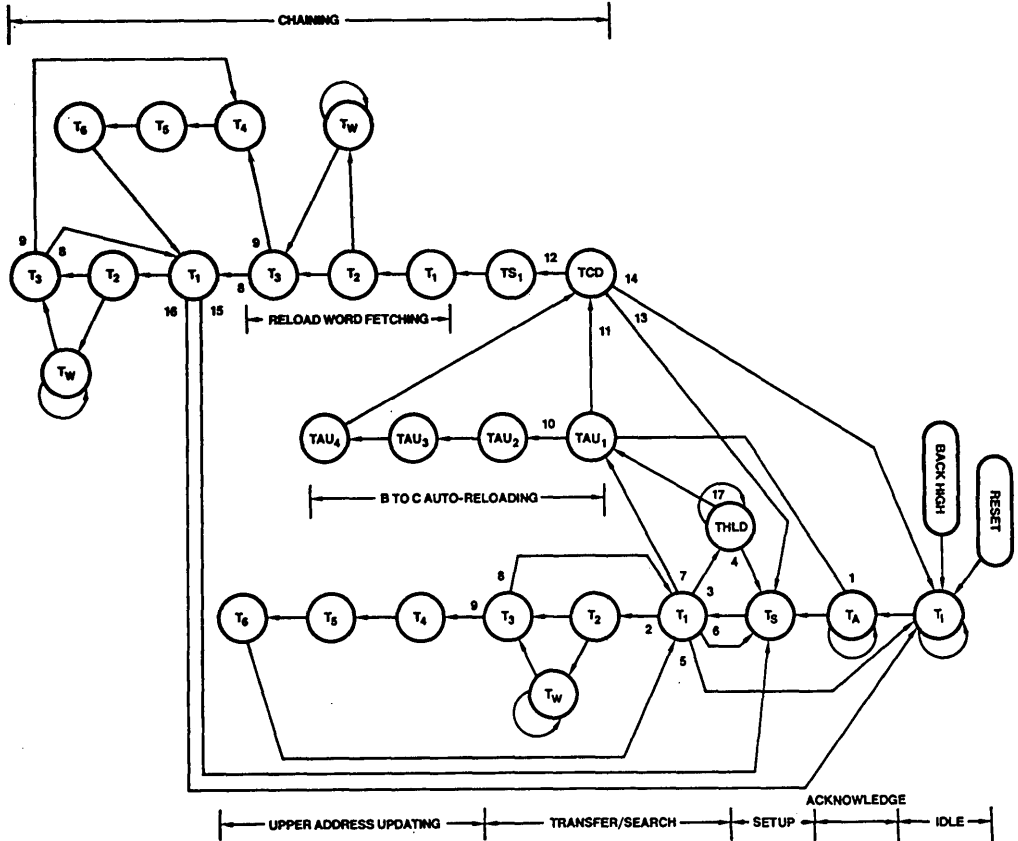 CHAINING
T6 T5 T4 TW
9 8 9 12 14
T3 T2 T1 T3 T2 T1 TS1 TCD
16 15 8 13
RELOAD WORD FETCHING
11
TW
10
TAU4 TAU3 TAU2 TAU1
BACK HIGH
RESET
B TO C AUTO-RELOADING
17
THLD
4
8 7 3 1
9
T6 T5 T4 T3 T2 T1 TS TA TI
2 6
5
TW
ACKNOWLEDGE
UPPER ADDRESS UPDATING TRANSFER/SEARCH SETUP IDLE